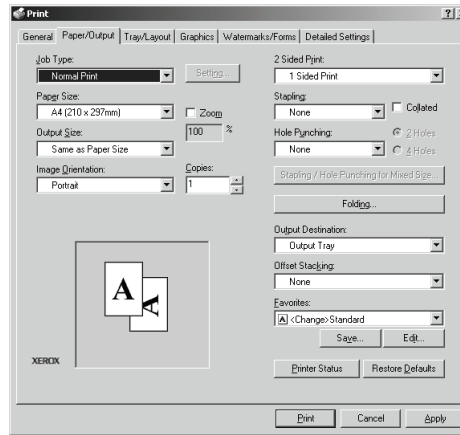 Print
General Paper/Output Tray/Layout Graphics Watermarks/Forms Detailed Settings
Job Type:
Normal Print
Setting...
Paper Size:
A4 (210 x 297mm)
Zoom
Output Size:
100 %
Same as Paper Size
Image Orientation:
Portrait
Copies:
1
A
A
XEROX
2 Sided Print:
1 Sided Print
Stapling:
None
Collated
Hole Punching:
None
2 Holes
4 Holes
Stapling / Hole Punching for Mixed Size...
Folding...
Output Destination:
Output Tray
Offset Stacking:
None
Favorites:
A <Change>Standard
Save... Edit...
Printer Status Restore Defaults
Print Cancel Apply